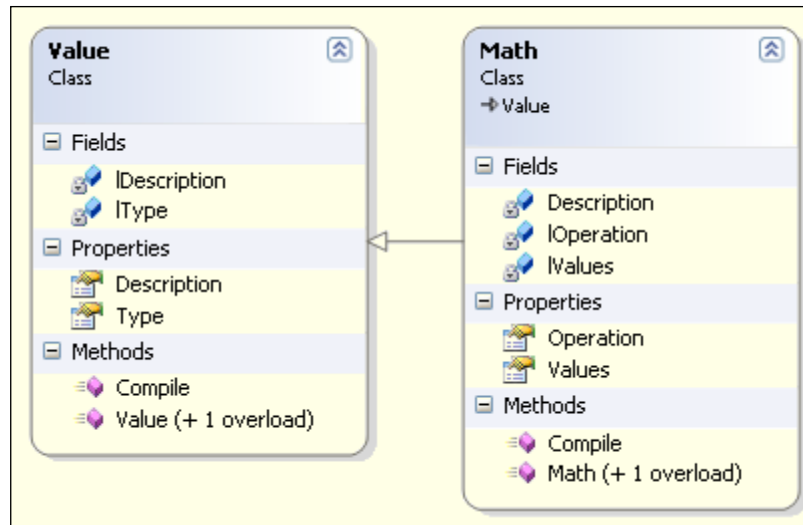 Value
Class
Fields
lDescription
lType
Properties
Description
Type
Methods
Compile
Value (+ 1 overload)
Math
Class
Value
Fields
Description
lOperation
lValues
Properties
Operation
Values
Methods
Compile
Math (+ 1 overload)